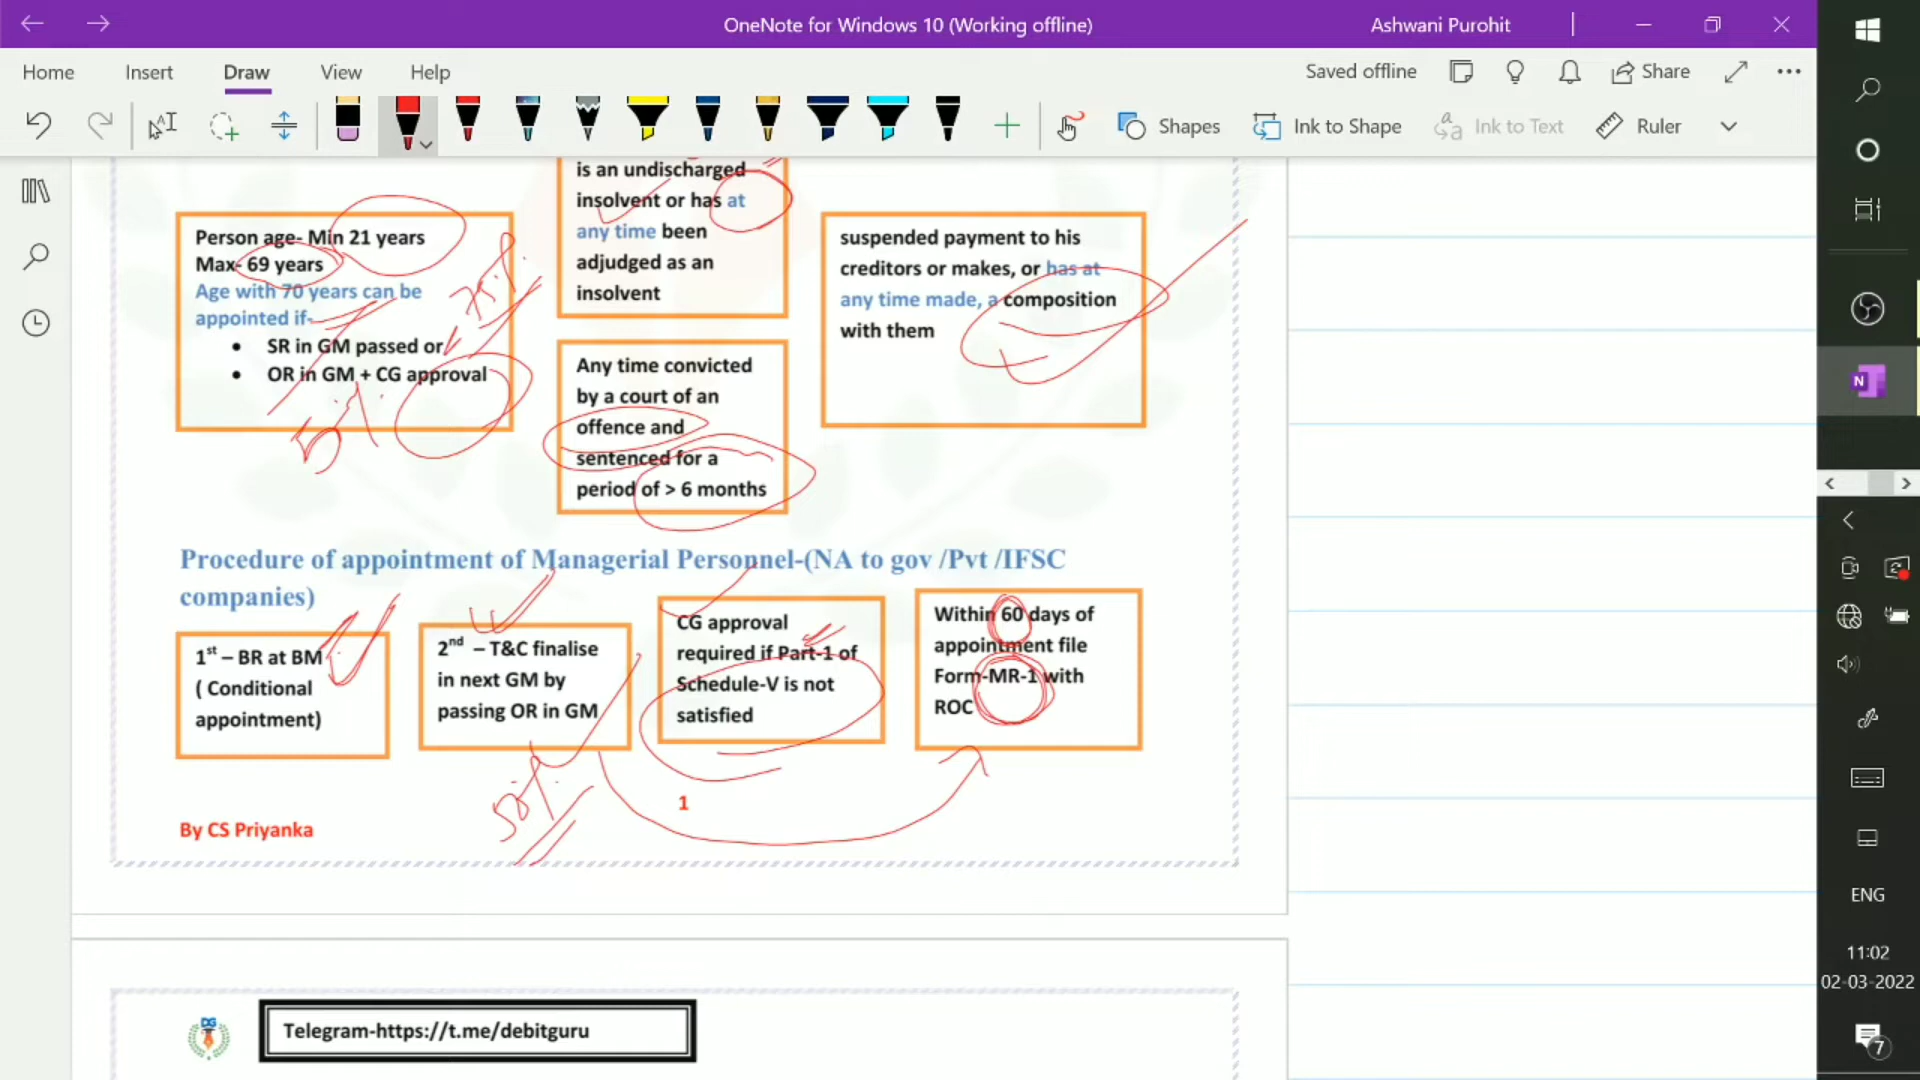 OneNote for Windows 10 (Working offline)
Ashwani Purohit
Home
Insert
Draw
View
Help
Saved offline
Share
Shapes
Ink to Shape
Ink to Text
Ruler
Person age- Min 21 years
Max- 69 years
Age with 70 years can be
appointed if-
• SR in GM passed or
• OR in GM + CG approval
75%
51%
is an undischarged
insolvent or has at
any time been
adjudged as an
insolvent
Any time convicted
by a court of an
offence and
sentenced for a
period of > 6 months
suspended payment to his
creditors or makes, or has at
any time made, a composition
with them
Procedure of appointment of Managerial Personnel-(NA to gov /Pvt /IFSC
companies)
1st – BR at BM
( Conditional
appointment)
2nd – T&C finalise
in next GM by
passing OR in GM
CG approval
required if Part-1 of
Schedule-V is not
satisfied
Within 60 days of
appointment file
Form-MR-1 with
ROC
1
By CS Priyanka
DG
Telegram-https://t.me/debitguru
N
ENG
11:02
02-03-2022
7